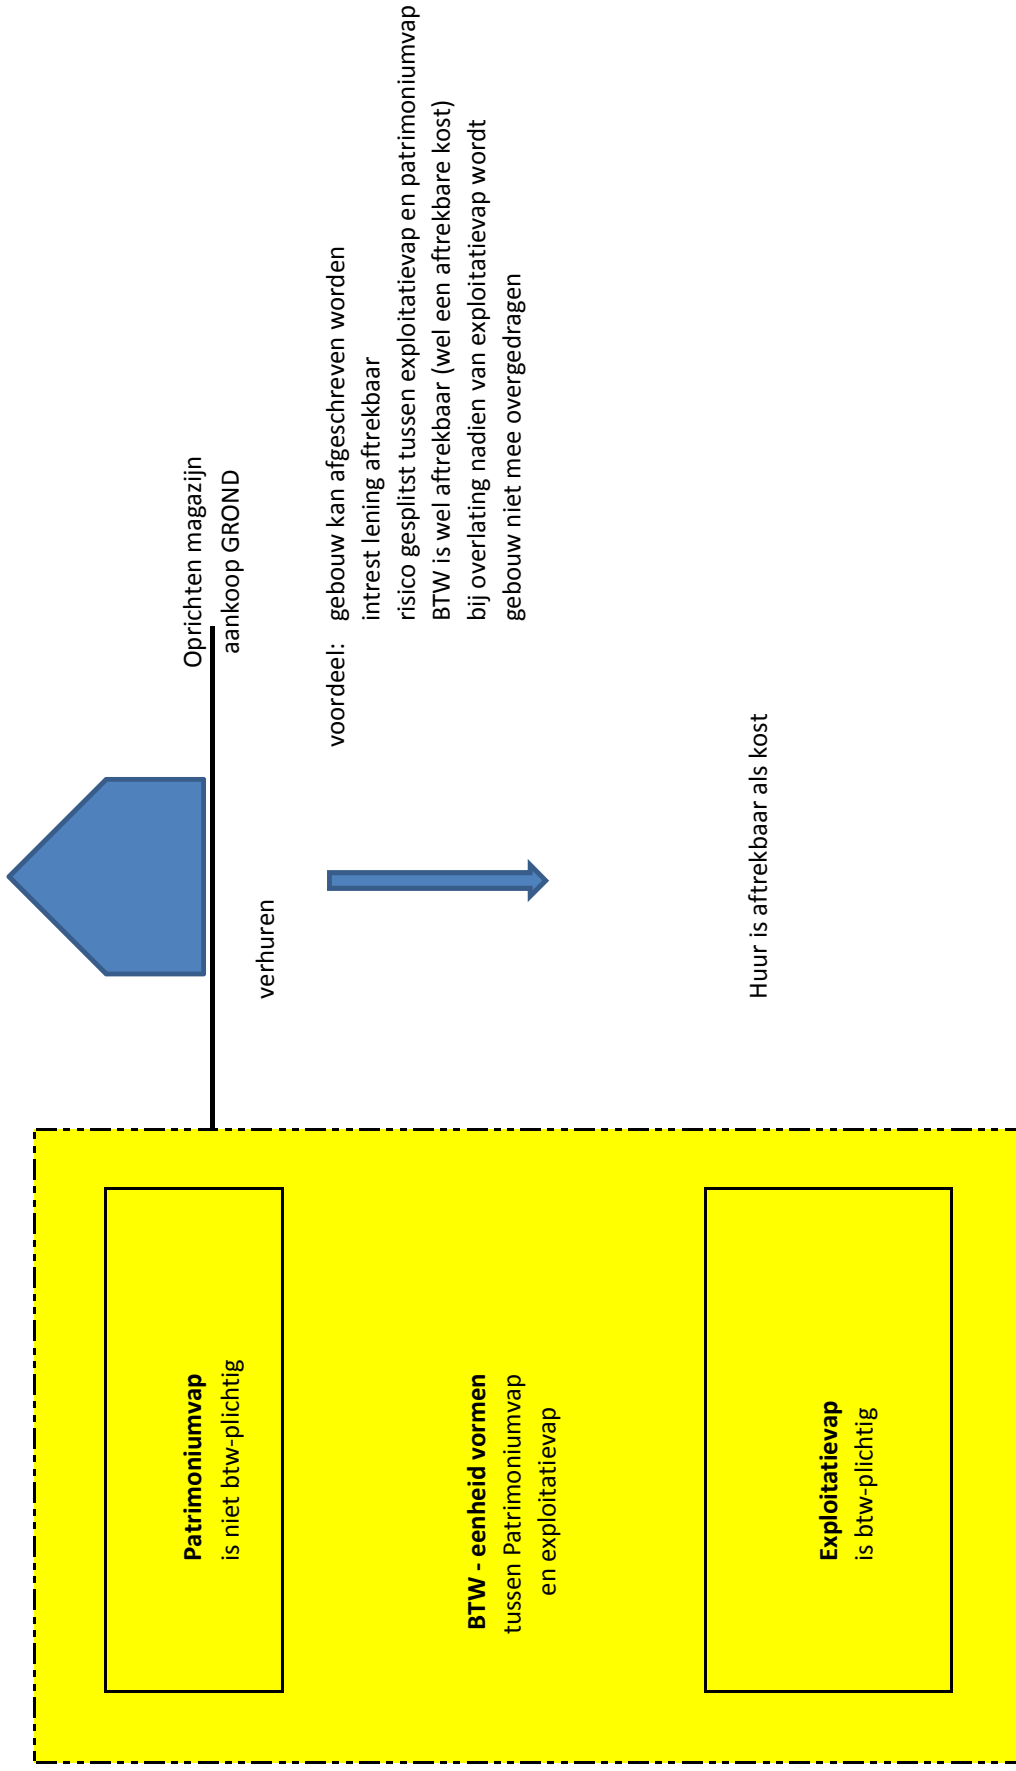 Patrimoniumvap
is niet btw-plichtig
Oprichten magazijn
aankoop GROND
verhuren
voordeel: gebouw kan afgeschreven worden
intrest lening aftrekbaar
risico gesplitst tussen exploitatievap en patrimoniumvap
BTW is wel aftrekbaar (wel een aftrekbare kost)
bij overlating nadien van exploitatievap wordt
gebouw niet mee overgedragen
BTW - eenheid vormen
tussen Patrimoniumvap
en exploitatievap
Huur is aftrekbaar als kost
Exploitatievap
is btw-plichtig